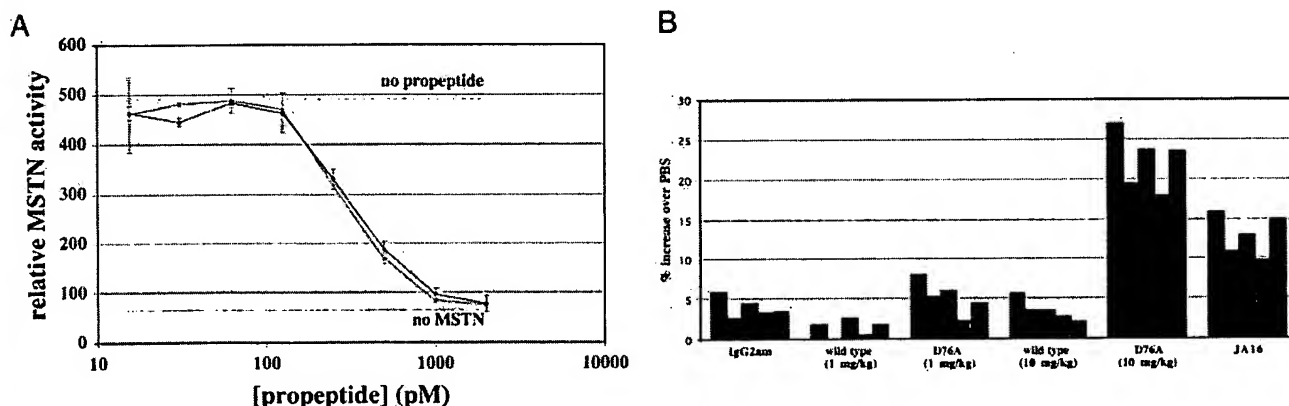 A
600
500
400
300
200
100
0
relative MSTN activity
no propeptide
no MSTN
10
100
1000
10000
[propeptide] (pM)
B
% increase over PBS
30
25
20
15
10
5
0
IgG2am
wild type
(1 mg/kg)
D76A
(1 mg/kg)
wild type
(10 mg/kg)
D76A
(10 mg/kg)
JA16